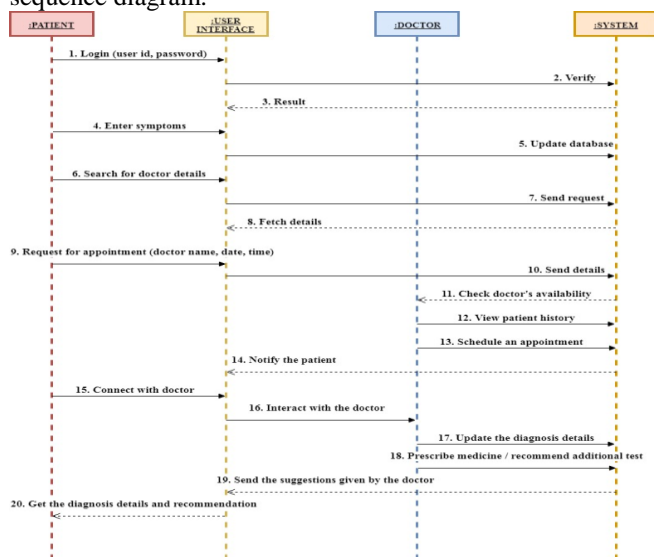 sequence diagram.
:PATIENT
:USER
INTERFACE
:DOCTOR
:SYSTEM
1. Login (user id, password)
2. Verify
3. Result
4. Enter symptoms
5. Update database
6. Search for doctor details
7. Send request
8. Fetch details
9. Request for appointment (doctor name, date, time)
10. Send details
11. Check doctor's availability
12. View patient history
13. Schedule an appointment
14. Notify the patient
15. Connect with doctor
16. Interact with the doctor
17. Update the diagnosis details
18. Prescribe medicine / recommend additional test
19. Send the suggestions given by the doctor
20. Get the diagnosis details and recommendation